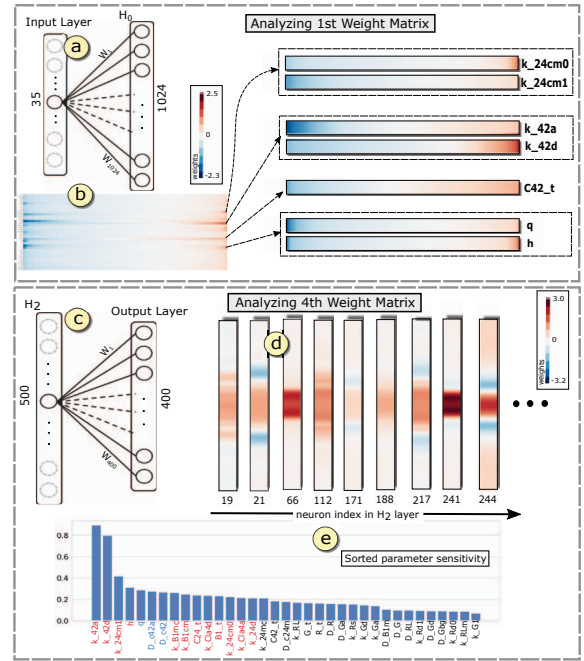 Analyzing 1st Weight Matrix
Input Layer
H0
a
W1
35
1024
W1024
2.5
0
-2.3
weights
k_24cm0
k_24cm1
k_42a
k_42d
C42_t
q
h
b
Analyzing 4th Weight Matrix
H2
c
Output Layer
W1
500
400
W400
d
3.0
0
-3.2
weights
19 21 66 112 171 188 217 241 244
neuron index in H2 layer
e
Sorted parameter sensitivity
0.8
0.6
0.4
0.2
0.0
k_42a
k_42d
k_24cm1
h
q
D_c42a
D_c42
k_B1mc
k_B1cm
C24_t
k_Cla4d
B1_t
k_24cm0
k_Cla4a
k_24d
k_24mc
C42_t
D_c24m
k_RL
G_t
R_t
D_R
D_Ga
k_Rs
k_Gd
k_Ga
D_B1m
D_G
D_RL
k_Rd1
D_Gd
D_Gbg
k_Rd0
k_RLm
k_G1